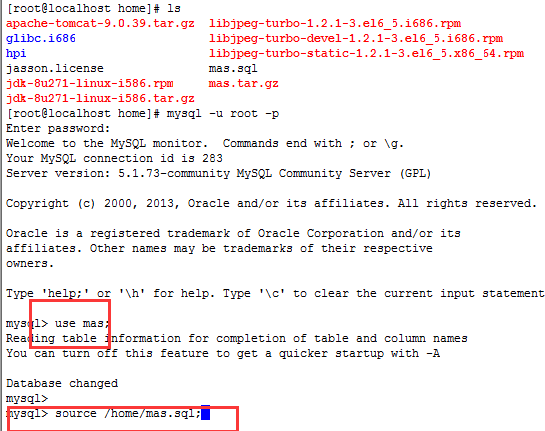 [root@localhost home]# ls
apache-tomcat-9.0.39.tar.gz  libjpeg-turbo-1.2.1-3.el6_5.i686.rpm
glibc.i686                   libjpeg-turbo-devel-1.2.1-3.el6_5.i686.rpm
hpi                          libjpeg-turbo-static-1.2.1-3.el6_5.x86_64.rpm
jasson.license               mas.sql
jdk-8u271-linux-i586.rpm     mas.tar.gz
jdk-8u271-linux-i586.tar.gz
[root@localhost home]# mysql -u root -p
Enter password:
Welcome to the MySQL monitor.  Commands end with ; or \g.
Your MySQL connection id is 283
Server version: 5.1.73-community MySQL Community Server (GPL)
Copyright (c) 2000, 2013, Oracle and/or its affiliates. All rights reserved.
Oracle is a registered trademark of Oracle Corporation and/or its
affiliates. Other names may be trademarks of their respective
owners.
Type 'help;' or '\h' for help. Type '\c' to clear the current input statement
mysql> use mas;
Reading table information for completion of table and column names
You can turn off this feature to get a quicker startup with -A
Database changed
mysql>
mysql> source /home/mas.sql;